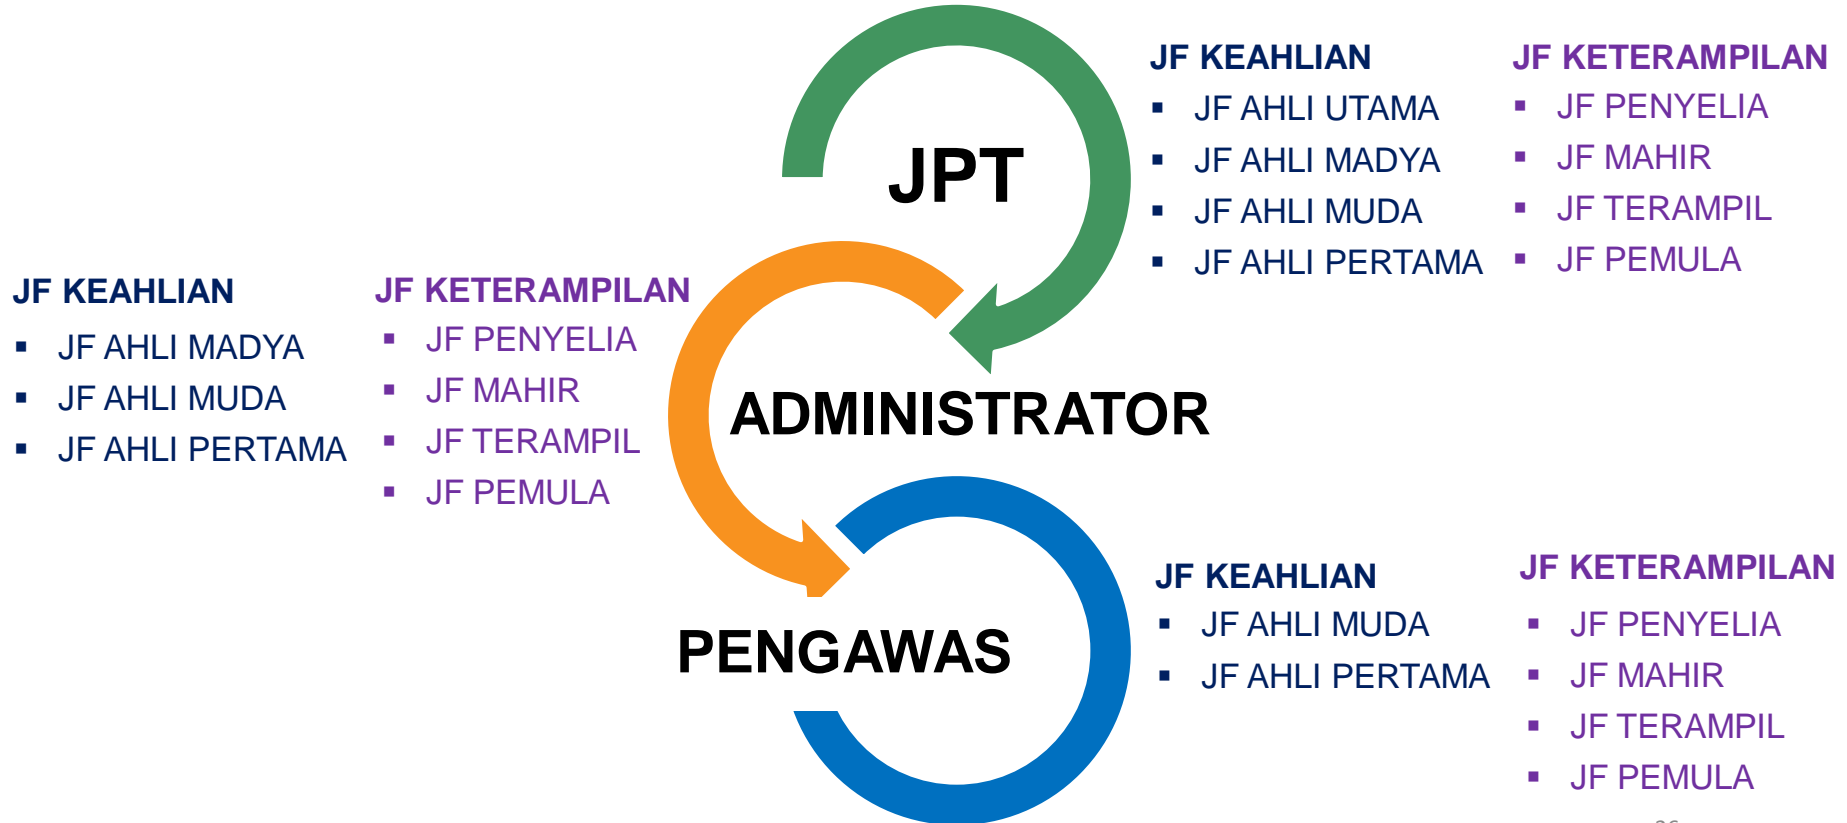 JPT
JF KEAHLIAN
▪ JF AHLI UTAMA
▪ JF AHLI MADYA
▪ JF AHLI MUDA
▪ JF AHLI PERTAMA
JF KETERAMPILAN
▪ JF PENYELIA
▪ JF MAHIR
▪ JF TERAMPIL
▪ JF PEMULA
JF KEAHLIAN
▪ JF AHLI MADYA
▪ JF AHLI MUDA
▪ JF AHLI PERTAMA
JF KETERAMPILAN
▪ JF PENYELIA
▪ JF MAHIR
▪ JF TERAMPIL
▪ JF PEMULA
ADMINISTRATOR
PENGAWAS
JF KEAHLIAN
▪ JF AHLI MUDA
▪ JF AHLI PERTAMA
JF KETERAMPILAN
▪ JF PENYELIA
▪ JF MAHIR
▪ JF TERAMPIL
▪ JF PEMULA